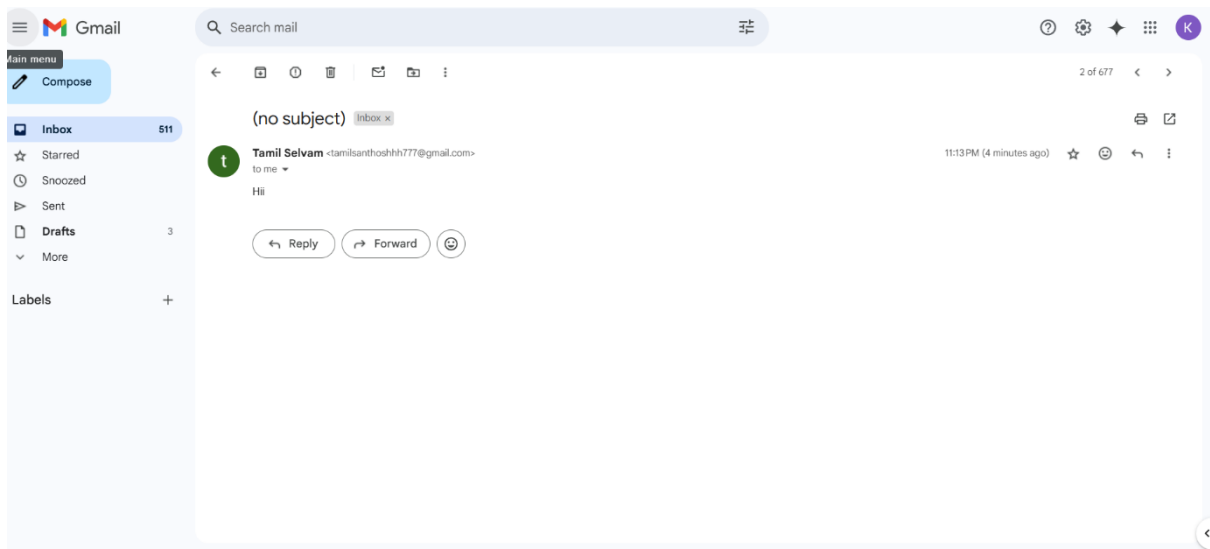 Gmail
Search mail
K
Main menu
Compose
2 of 677
Inbox 511
Starred
Snoozed
Sent
Drafts 3
More
Labels
(no subject) Inbox ×
t
Tamil Selvam <tamilsanthoshhh777@gmail.com> 11:13 PM (4 minutes ago)
to me
Hii
Reply Forward